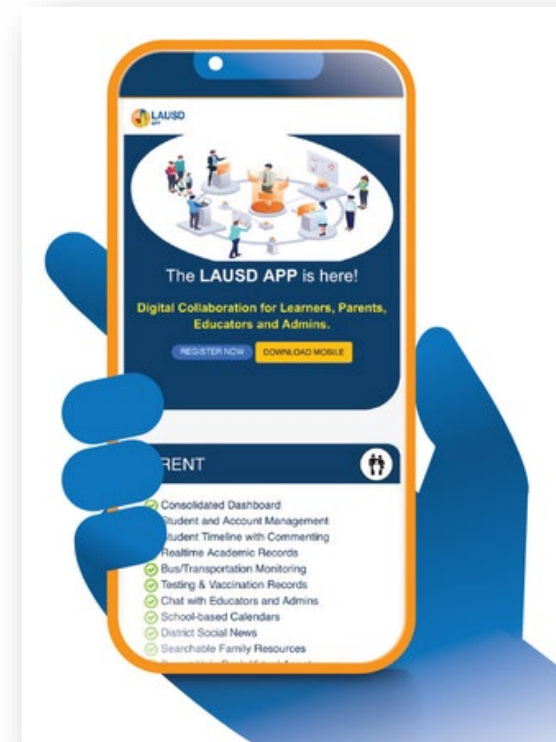 LAUSD
APP
The LAUSD APP is here!
Digital Collaboration for Learners, Parents,
Educators and Admins.
REGISTER NOW
DOWNLOAD MOBILE
RENT
Consolidated Dashboard
Student and Account Management
Student Timeline with Commenting
Realtime Academic Records
Bus/Transportation Monitoring
Testing & Vaccination Records
Chat with Educators and Admins
School-based Calendars
District Social News
Searchable Family Resources